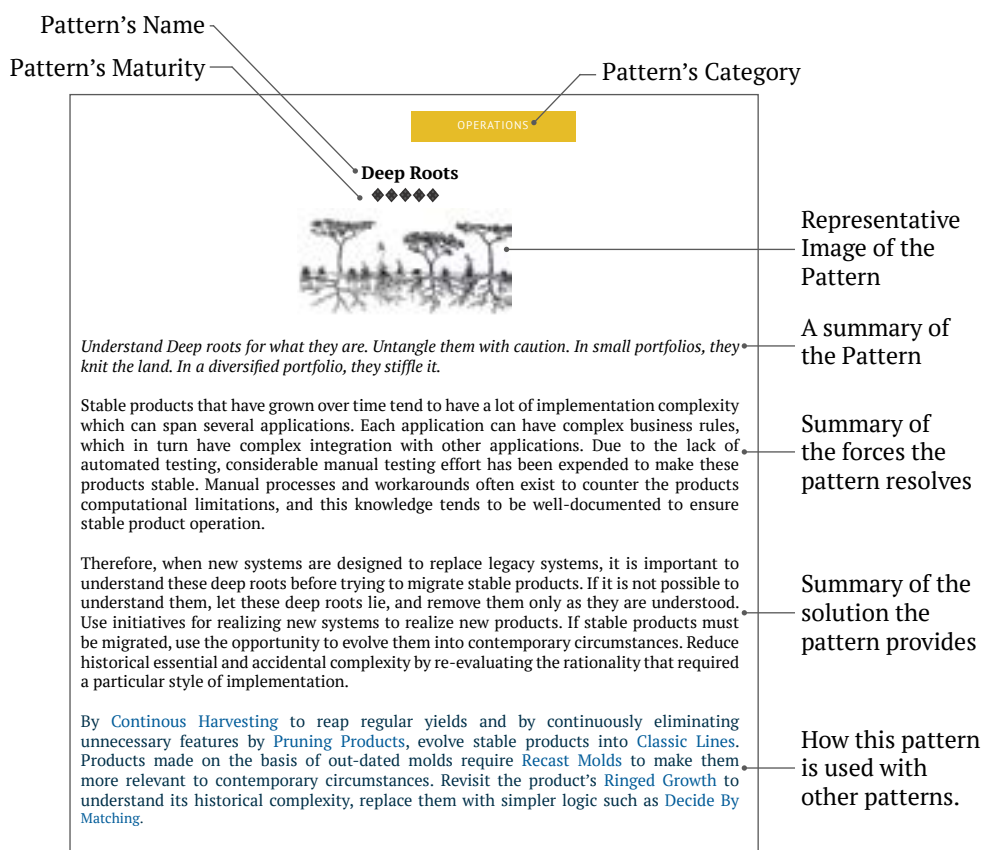 Pattern's Name
Pattern's Maturity
Pattern's Category
OPERATIONS
Deep Roots
Representative
Image of the
Pattern
Understand Deep roots for what they are. Untangle them with caution. In small portfolios, they
knit the land. In a diversified portfolio, they stiffle it.
A summary of
the Pattern
Stable products that have grown over time tend to have a lot of implementation complexity
which can span several applications. Each application can have complex business rules,
which in turn have complex integration with other applications. Due to the lack of
automated testing, considerable manual testing effort has been expended to make these
products stable. Manual processes and workarounds often exist to counter the products
computational limitations, and this knowledge tends to be well-documented to ensure
stable product operation.
Summary of
the forces the
pattern resolves
Therefore, when new systems are designed to replace legacy systems, it is important to
understand these deep roots before trying to migrate stable products. If it is not possible to
understand them, let these deep roots lie, and remove them only as they are understood.
Use initiatives for realizing new systems to realize new products. If stable products must
be migrated, use the opportunity to evolve them into contemporary circumstances. Reduce
historical essential and accidental complexity by re-evaluating the rationality that required
a particular style of implementation.
Summary of the
solution the
pattern provides
By Continous Harvesting to reap regular yields and by continuously eliminating
unnecessary features by Pruning Products, evolve stable products into Classic Lines.
Products made on the basis of out-dated molds require Recast Molds to make them
more relevant to contemporary circumstances. Revisit the product's Ringed Growth to
understand its historical complexity, replace them with simpler logic such as Decide By
Matching.
How this pattern
is used with
other patterns.